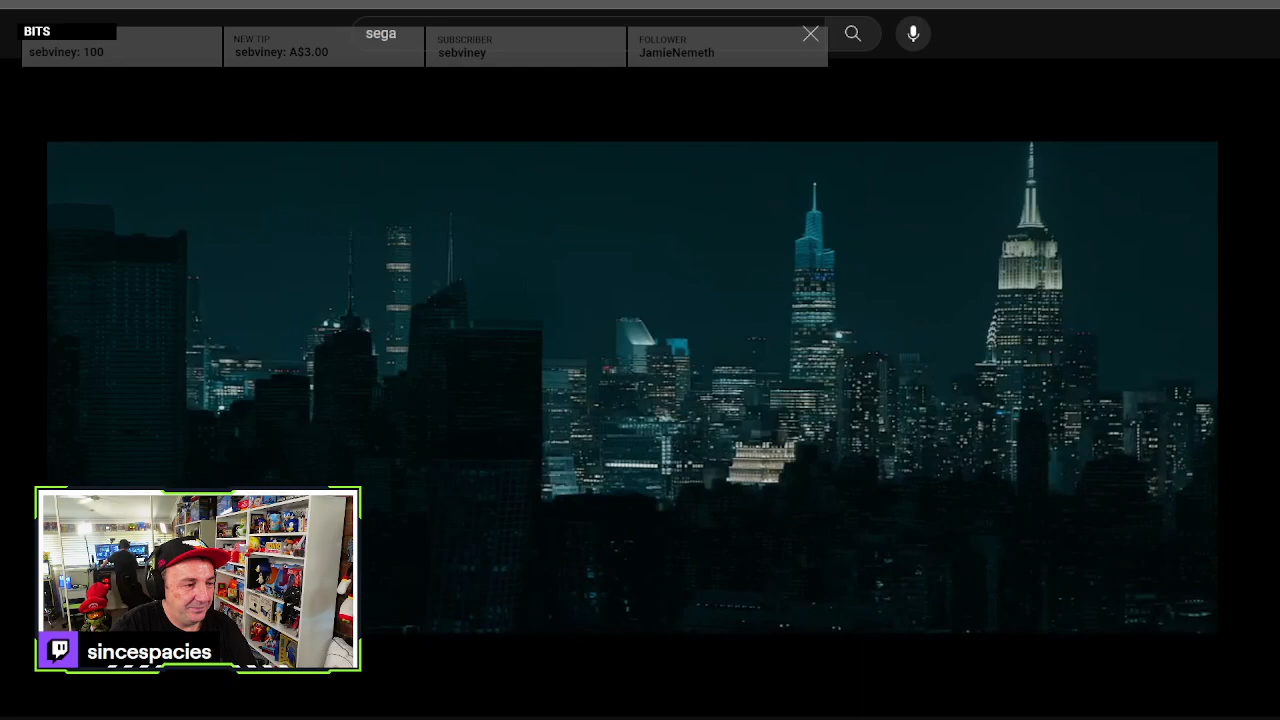 BITS
sebviney: 100
NEW TIP
sebviney: A$3.00
sega
SUBSCRIBER
sebviney
FOLLOWER
JamieNemeth
sincespacies